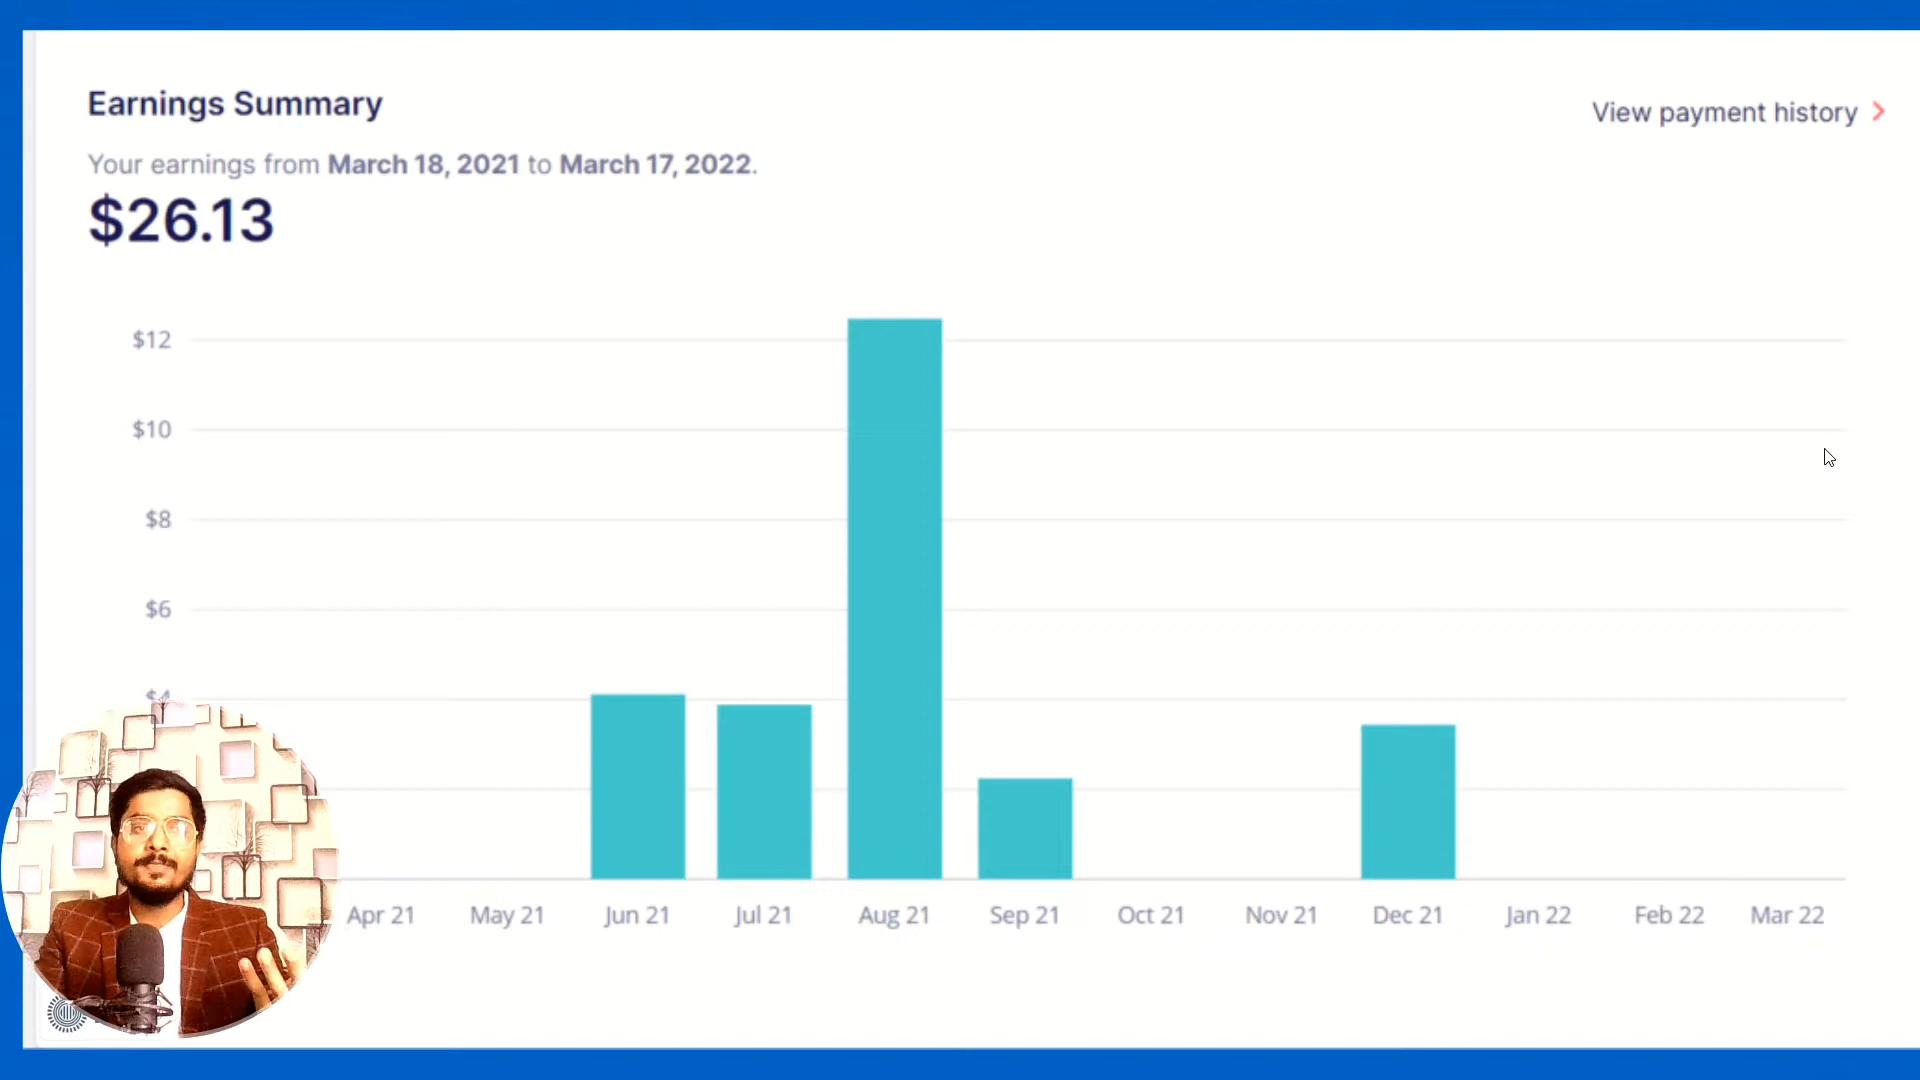 Earnings Summary
View payment history
Your earnings from March 18, 2021 to March 17, 2022.
$26.13
$12
$10
$8
$6
$4
Apr 21 May 21 Jun 21 Jul 21 Aug 21 Sep 21 Oct 21 Nov 21 Dec 21 Jan 22 Feb 22 Mar 22